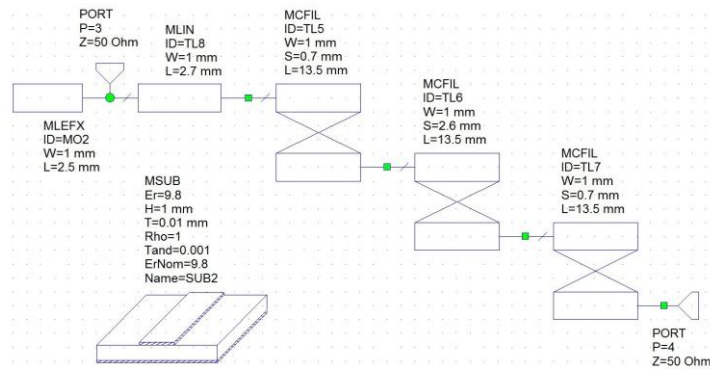 PORT
P=3
Z=50 Ohm
MLIN
ID=TL8
W=1 mm
L=2.7 mm
MCFIL
ID=TL5
W=1 mm
S=0.7 mm
L=13.5 mm
MLEFX
ID=MO2
W=1 mm
L=2.5 mm
MCFIL
ID=TL6
W=1 mm
S=2.6 mm
L=13.5 mm
MCFIL
ID=TL7
W=1 mm
S=0.7 mm
L=13.5 mm
MSUB
Er=9.8
H=1 mm
T=0.01 mm
Rho=1
Tand=0.001
ErNom=9.8
Name=SUB2
PORT
P=4
Z=50 Ohm